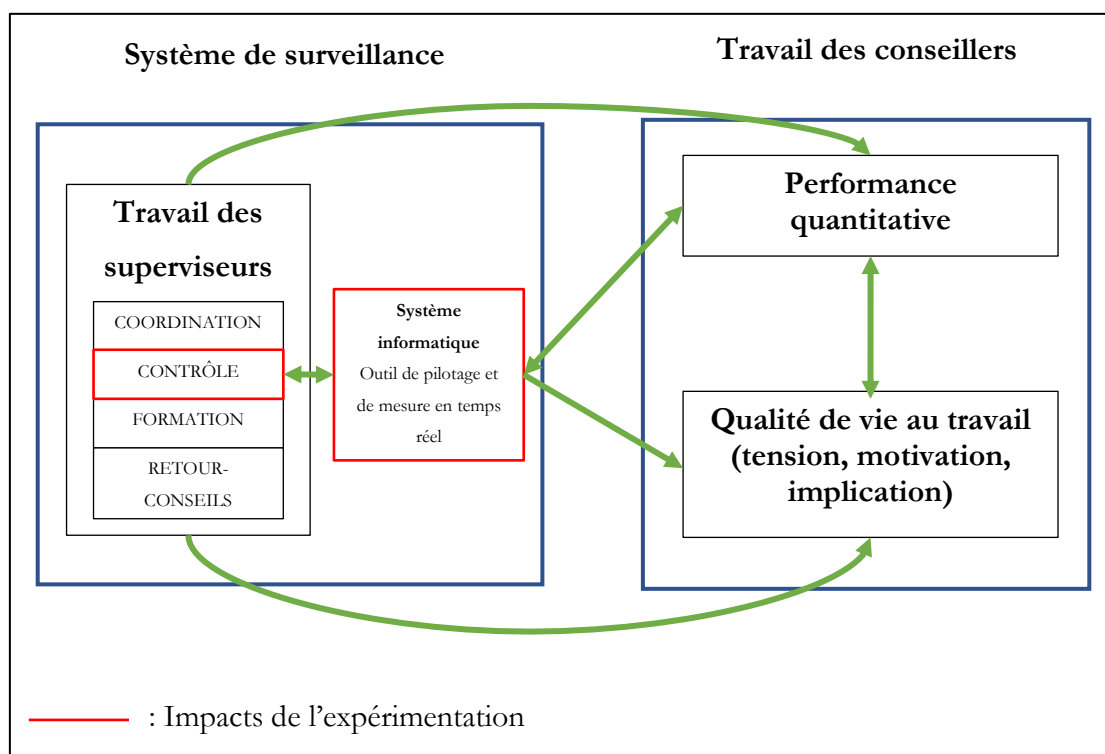 Système de surveillance
Travail des conseillers
Travail des
superviseurs
COORDINATION
CONTRÔLE
FORMATION
RETOUR-
CONSEILS
Système
informatique
Outil de pilotage et
de mesure en temps
réel
Performance
quantitative
Qualité de vie au travail
(tension, motivation,
implication)
: Impacts de l’expérimentation